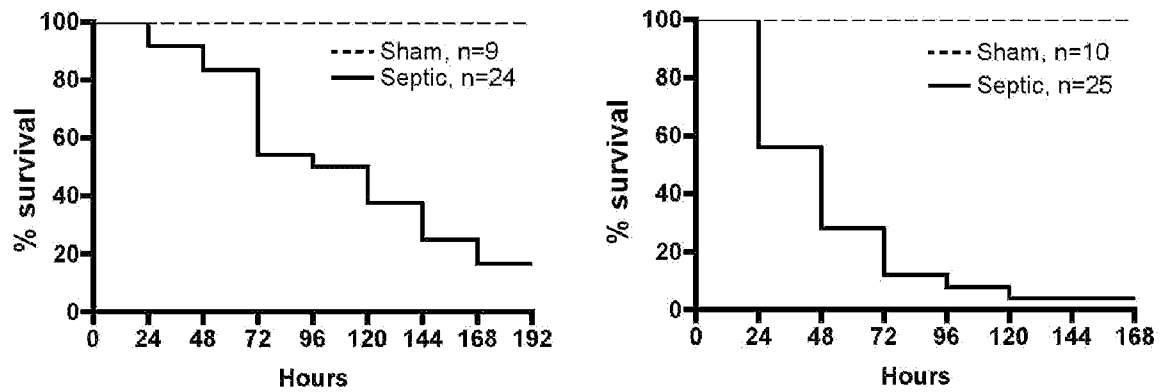 100
80
60
40
20
0
% survival
Sham, n=9
Septic, n=24
0 24 48 72 96 120 144 168 192
Hours
100
80
60
40
20
0
% survival
Sham, n=10
Septic, n=25
0 24 48 72 96 120 144 168
Hours